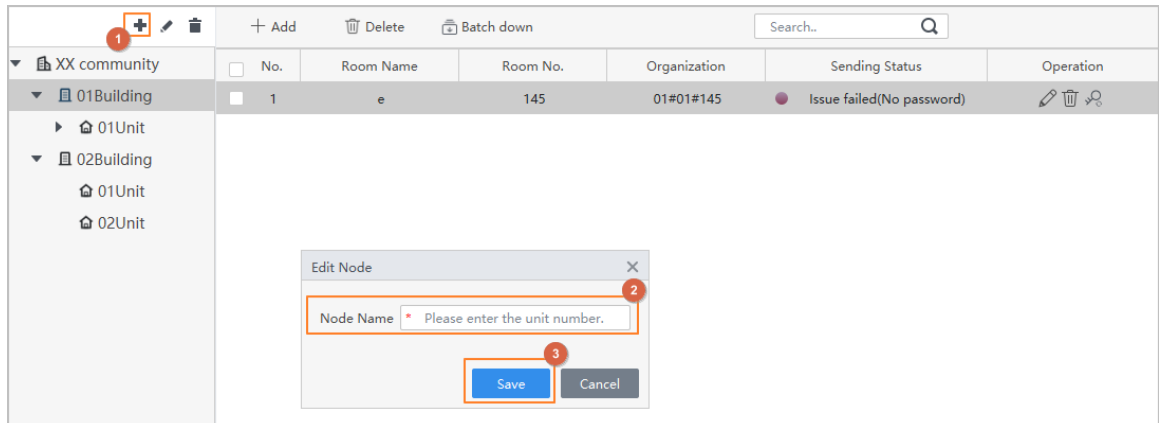 1
+ Add Delete Batch down Search..
XX community
01Building
01Unit
02Building
01Unit
02Unit
No. Room Name Room No. Organization Sending Status Operation
1 e 145 01#01#145 Issue failed(No password)
Edit Node
2
Node Name * Please enter the unit number.
3
Save Cancel